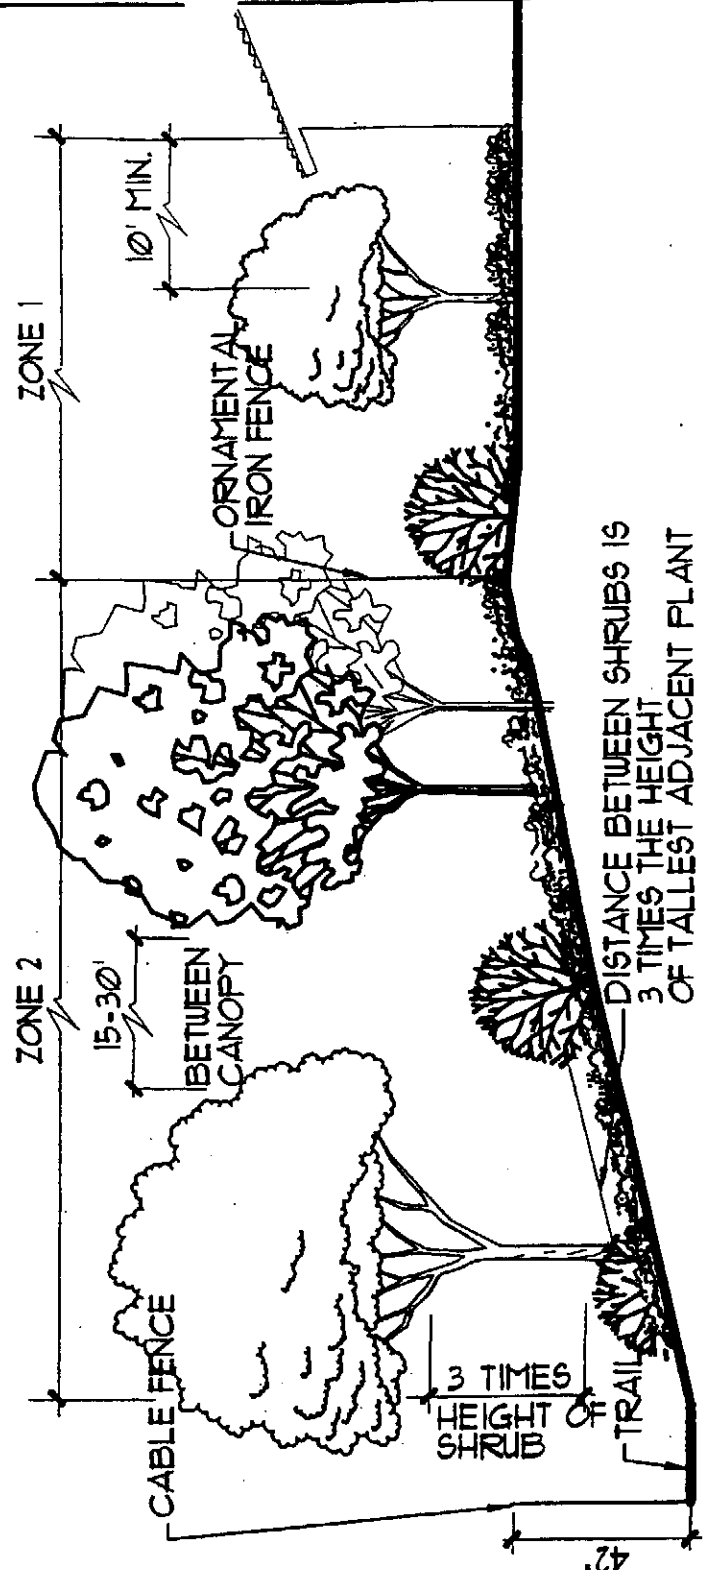 ZONE 2
ZONE 1
15-30'
BETWEEN
CANOPY
10' MIN.
CABLE FENCE
ORNAMENTAL
IRON FENCE
3 TIMES
HEIGHT OF
SHRUB
TRAIL
42"
DISTANCE BETWEEN SHRUBS IS
3 TIMES THE HEIGHT
OF TALLEST ADJACENT PLANT